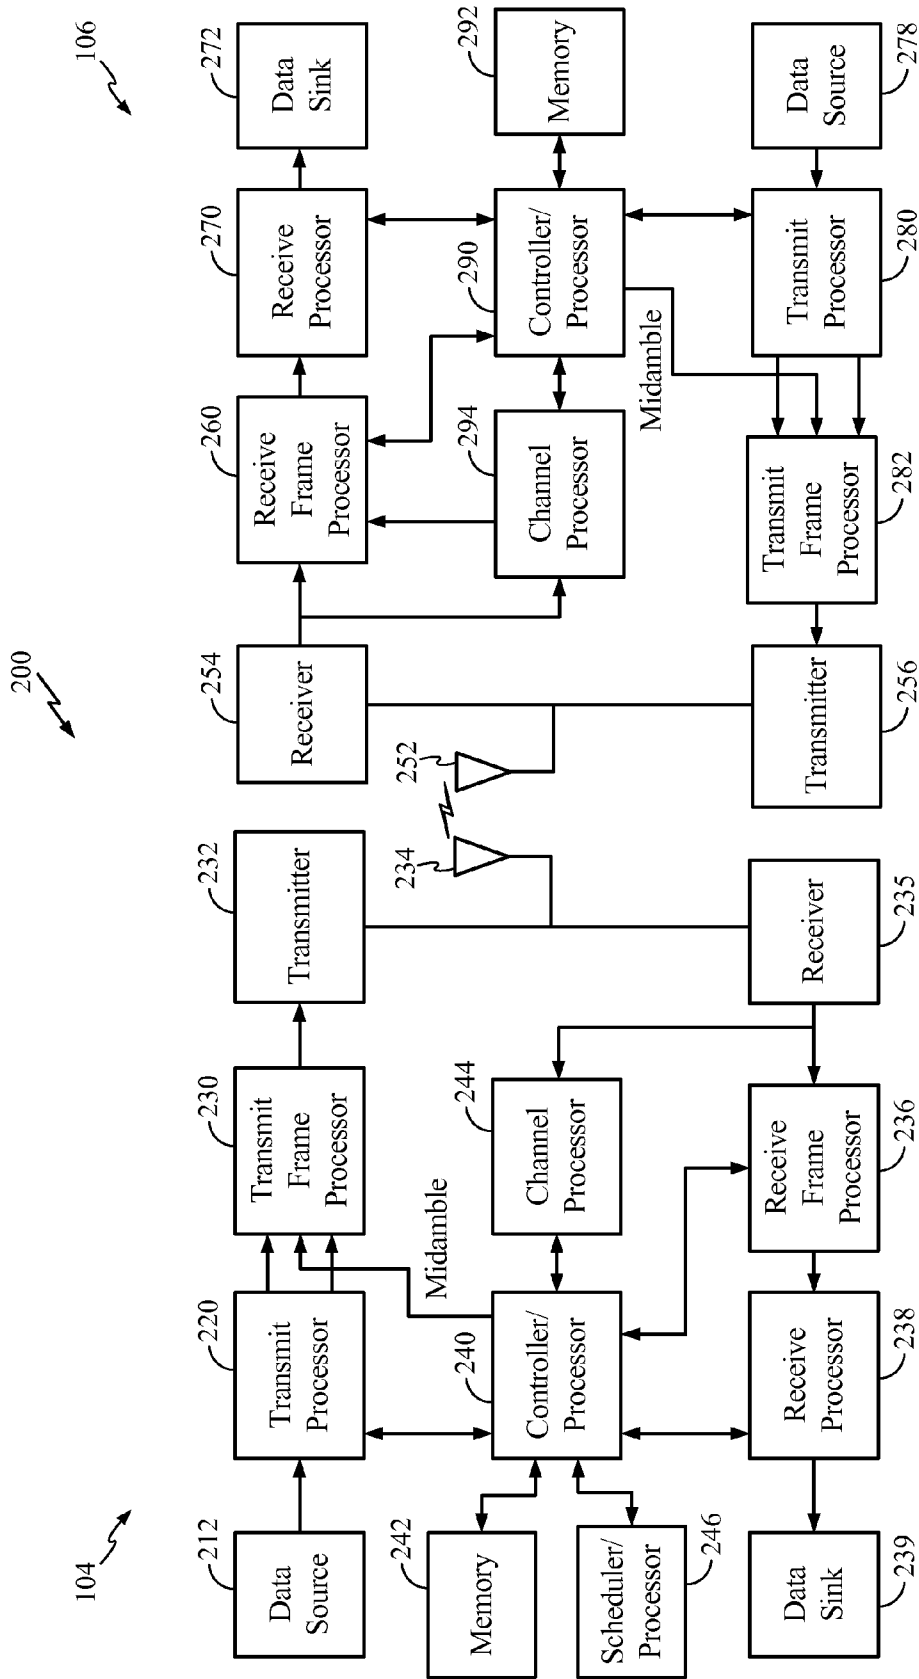 200
104
106
212
Data
Source
220
Transmit
Processor
230
Transmit
Frame
Processor
232
Transmitter
254
Receiver
260
Receive
Frame
Processor
270
Receive
Processor
272
Data
Sink
242
Memory
246
Scheduler/
Processor
240
Controller/
Processor
Midamble
244
Channel
Processor
234
252
294
Channel
Processor
290
Controller/
Processor
Midamble
292
Memory
239
Data
Sink
238
Receive
Processor
236
Receive
Frame
Processor
235
Receiver
256
Transmitter
282
Transmit
Frame
Processor
280
Transmit
Processor
278
Data
Source